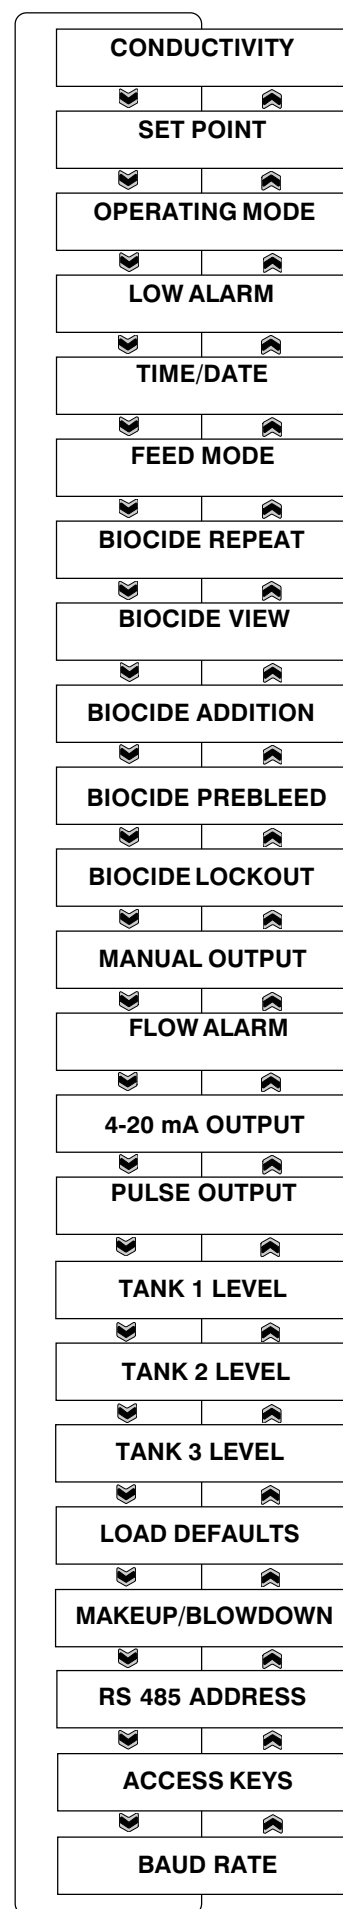 CONDUCTIVITY
SET POINT
OPERATING MODE
LOW ALARM
TIME/DATE
FEED MODE
BIOCIDE REPEAT
BIOCIDE VIEW
BIOCIDE ADDITION
BIOCIDE PREBLEED
BIOCIDE LOCKOUT
MANUAL OUTPUT
FLOW ALARM
4-20 mA OUTPUT
PULSE OUTPUT
TANK 1 LEVEL
TANK 2 LEVEL
TANK 3 LEVEL
LOAD DEFAULTS
MAKEUP/BLOWDOWN
RS 485 ADDRESS
ACCESS KEYS
BAUD RATE